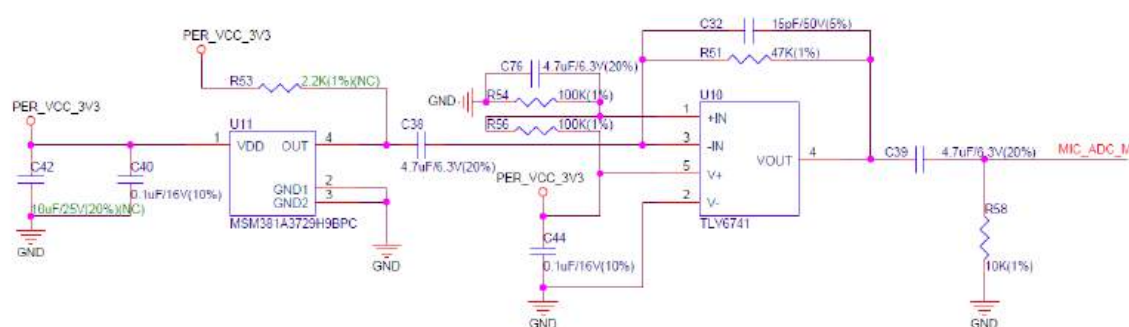 C32
15pF/50V(5%)
PER_VCC_3V3
R51
47K(1%)
C76
4.7uF/6.3V(20%)
R53
2.2K(1%)(NC)
PER_VCC_3V3
GND
R54
100K(1%)
U10
U11
R56
100K(1%)
1
+IN
1
VDD
OUT
4
C38
3
-IN
C39
4.7uF/6.3V(20%)
MIC_ADC_M
VOUT
4
C42
C40
4.7uF/6.3V(20%)
5
V+
GND1
2
PER_VCC_3V3
0.1uF/16V(10%)
GND2
3
2
V-
10uF/25V(20%)(NC)
MSM381A3729H9BPC
TLV6741
R58
C44
GND
GND
0.1uF/16V(10%)
10K(1%)
GND
GND